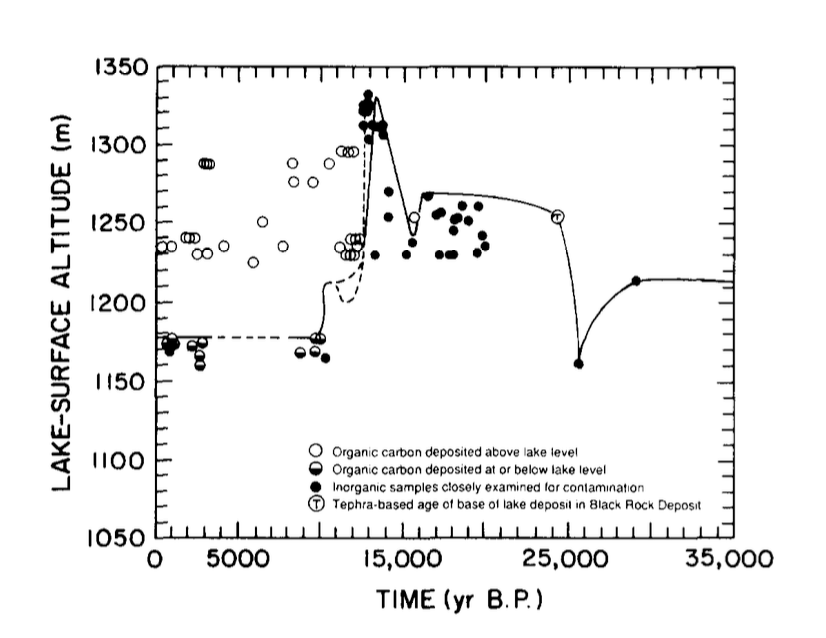 LAKE-SURFACE ALTITUDE (m)
1350
1300
1250
1200
1150
1100
1050
T
Organic carbon deposited above lake level
Organic carbon deposited at or below lake level
Inorganic samples closely examined for contamination
T Tephra-based age of base of lake deposit in Black Rock Deposit
0 5000 15,000 25,000 35,000
TIME (yr B.P.)